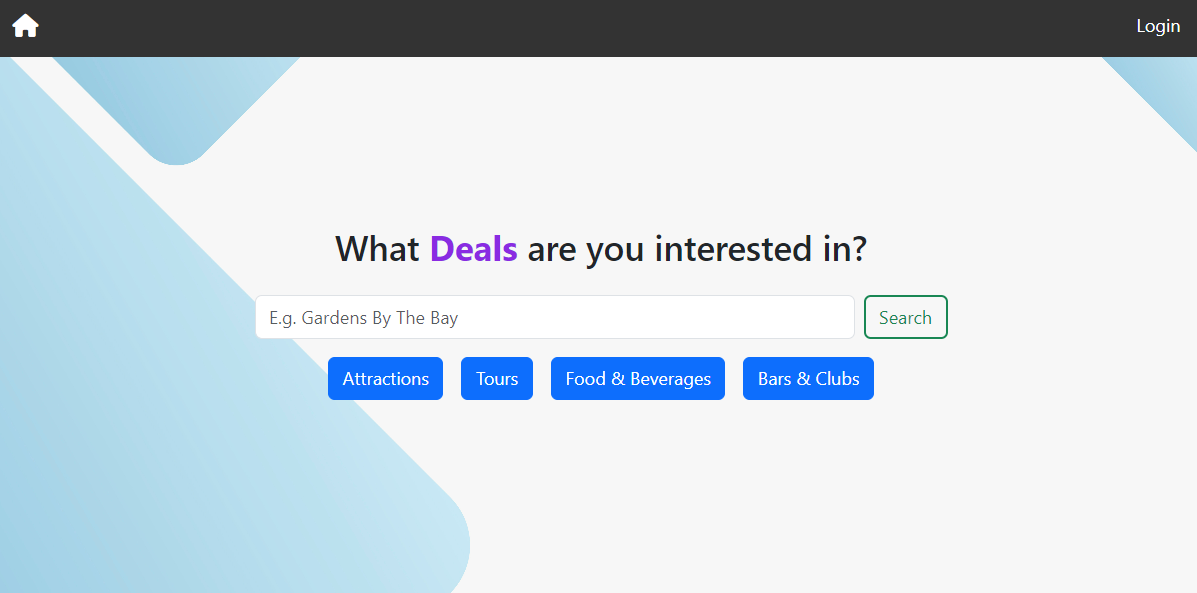 Login
What Deals are you interested in?
E.g. Gardens By The Bay
Search
Attractions
Tours
Food & Beverages
Bars & Clubs